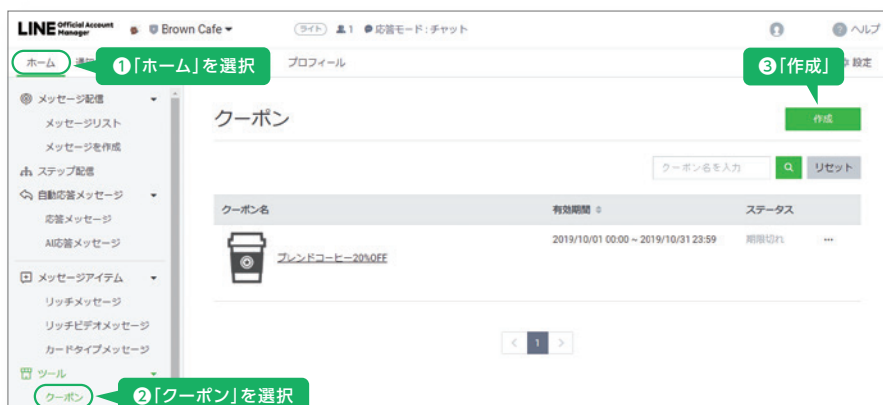 LINE Official Account Manager Brown Cafe ライト 1 応答モード:チャット ヘルプ
ホーム ❶「ホーム」を選択 プロフィール ❸「作成」 設定
メッセージ配信
メッセージリスト
メッセージを作成
ステップ配信
自動応答メッセージ
応答メッセージ
AI応答メッセージ
メッセージアイテム
リッチメッセージ
リッチビデオメッセージ
カードタイプメッセージ
ツール
クーポン ❷「クーポン」を選択
クーポン 作成
クーポン名を入力 リセット
クーポン名 有効期間 ステータス
ブレンドコーヒー20%OFF 2019/10/01 00:00 ~ 2019/10/31 23:59 期限切れ ...
< 1 >